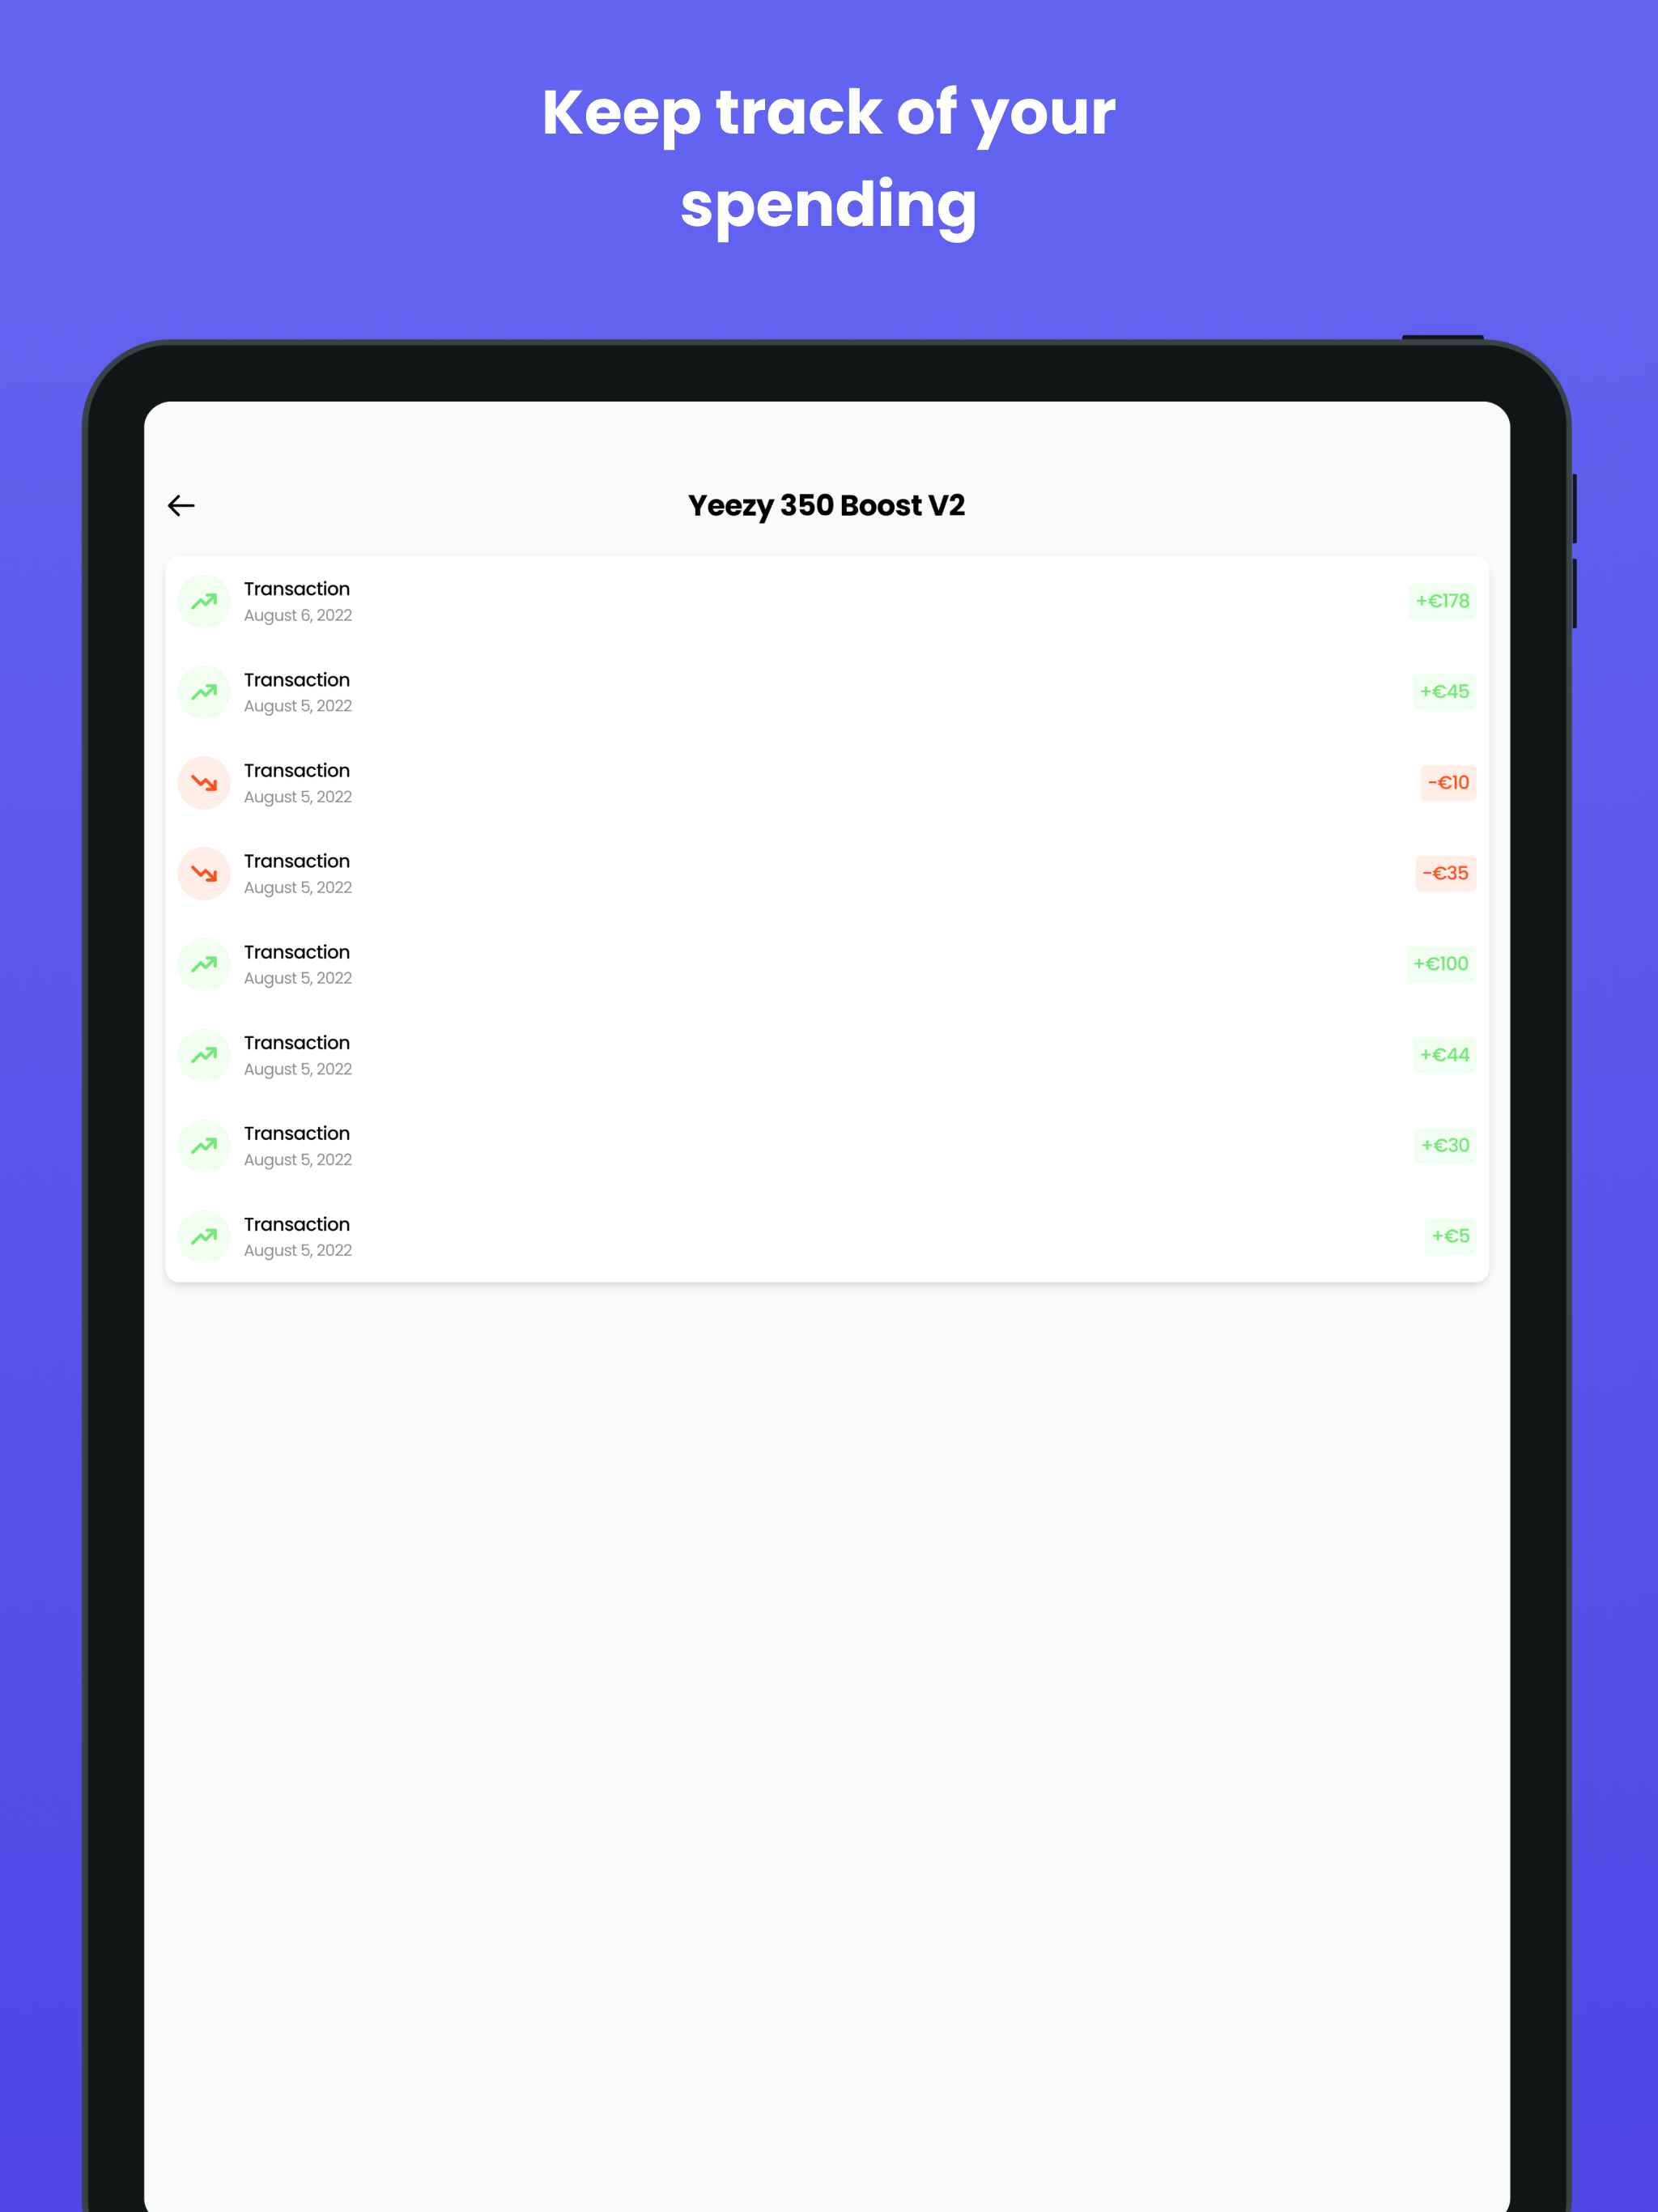 Keep track of your
spending
Yeezy 350 Boost V2
Transaction
August 6, 2022
+€178
Transaction
August 5, 2022
+€45
Transaction
August 5, 2022
-€10
Transaction
August 5, 2022
-€35
Transaction
August 5, 2022
+€100
Transaction
August 5, 2022
+€44
Transaction
August 5, 2022
+€30
Transaction
August 5, 2022
+€5